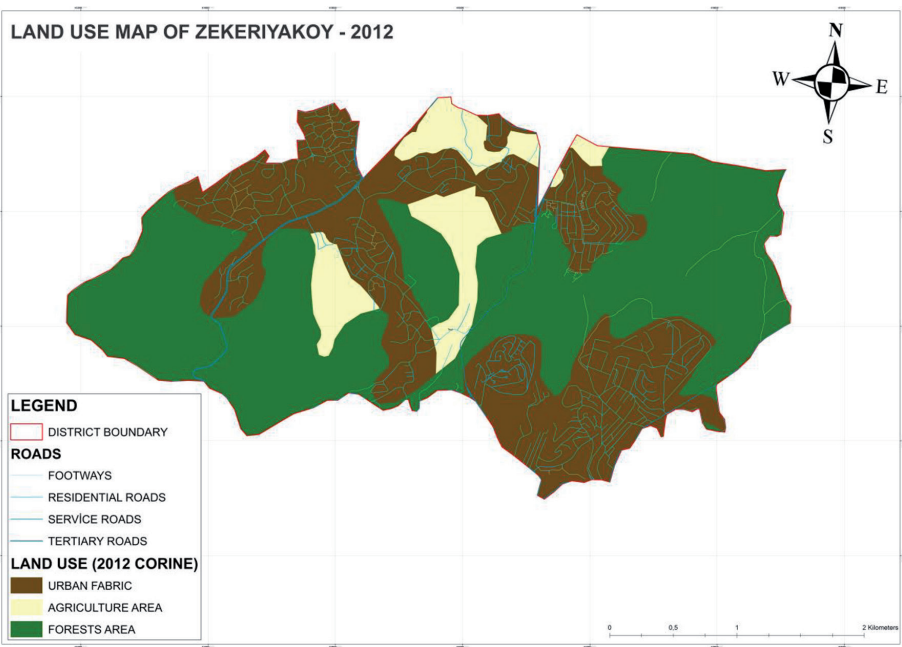 LAND USE MAP OF ZEKERIYAKOY - 2012
N
W
E
S
LEGEND
DISTRICT BOUNDARY
ROADS
FOOTWAYS
RESIDENTIAL ROADS
SERVİCE ROADS
TERTIARY ROADS
LAND USE (2012 CORINE)
URBAN FABRIC
AGRICULTURE AREA
FORESTS AREA
0 0,5 1 2 Kilometers